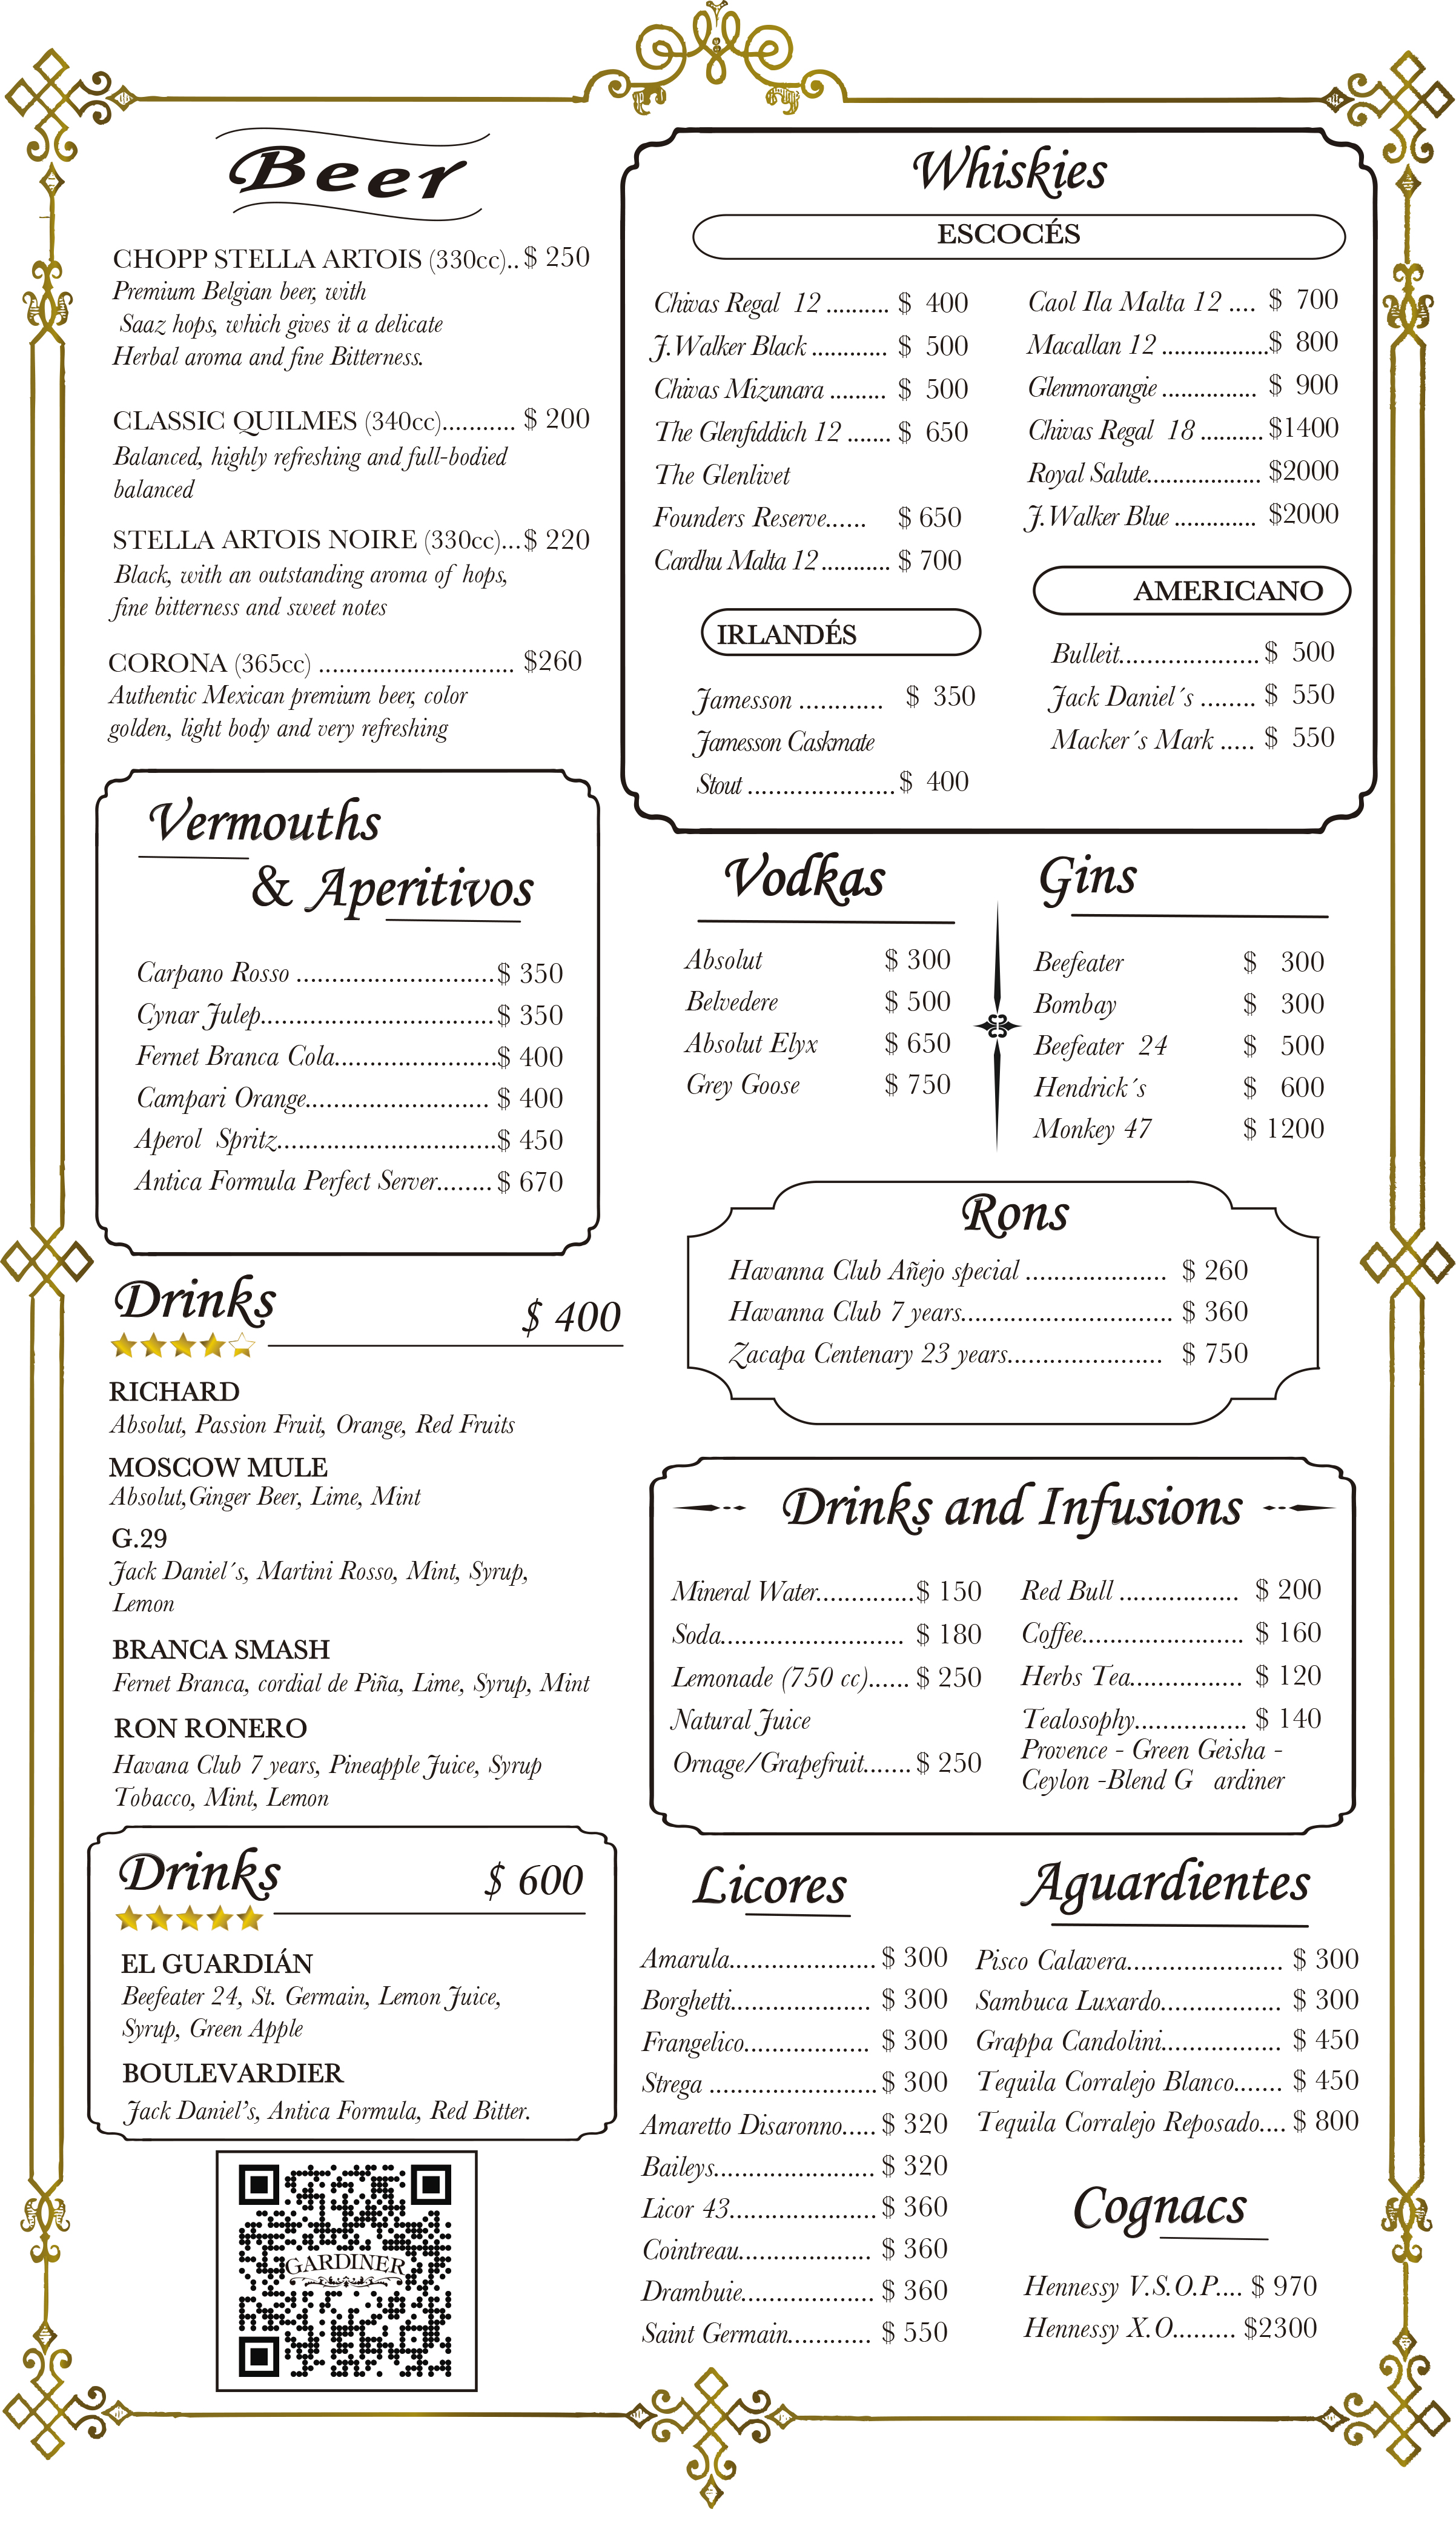 Beer
CHOPP STELLA ARTOIS (330cc)..$ 250
Premium Belgian beer, with
Saaz hops, which gives it a delicate
Herbal aroma and fine Bitterness.
CLASSIC QUILMES (340cc)........... $ 200
Balanced, highly refreshing and full-bodied
balanced
STELLA ARTOIS NOIRE (330cc)...$ 220
Black, with an outstanding aroma of hops,
fine bitterness and sweet notes
CORONA (365cc) ............................. $260
Authentic Mexican premium beer, color
golden, light body and very refreshing
Vermouths
& Aperitivos
Carpano Rosso ............................$ 350
Cynar Julep.................................$ 350
Fernet Branca Cola.......................$ 400
Campari Orange.......................... $ 400
Aperol Spritz...............................$ 450
Antica Formula Perfect Server........$ 670
Drinks $ 400
RICHARD
Absolut, Passion Fruit, Orange, Red Fruits
MOSCOW MULE
Absolut,Ginger Beer, Lime, Mint
G.29
Jack Daniel´s, Martini Rosso, Mint, Syrup,
Lemon
BRANCA SMASH
Fernet Branca, cordial de Piña, Lime, Syrup, Mint
RON RONERO
Havana Club 7 years, Pineapple Juice, Syrup
Tobacco, Mint, Lemon
Drinks $ 600
EL GUARDIÁN
Beefeater 24, St. Germain, Lemon Juice,
Syrup, Green Apple
BOULEVARDIER
Jack Daniel’s, Antica Formula, Red Bitter.
GARDINER
Whiskies
ESCOCÉS
Chivas Regal 12 .......... $ 400
J.Walker Black ............ $ 500
Chivas Mizunara ......... $ 500
The Glenfiddich 12 ....... $ 650
The Glenlivet
Founders Reserve...... $ 650
Cardhu Malta 12........... $ 700
Caol Ila Malta 12 .... $ 700
Macallan 12 .................$ 800
Glenmorangie ............... $ 900
Chivas Regal 18 .......... $1400
Royal Salute.................. $2000
J.Walker Blue ............. $2000
IRLANDÉS
Jamesson ............ $ 350
Jamesson Caskmate
Stout .....................$ 400
AMERICANO
Bulleit....................$ 500
Jack Daniel´s ........ $ 550
Macker´s Mark ..... $ 550
Vodkas
Absolut $ 300
Belvedere $ 500
Absolut Elyx $ 650
Grey Goose $ 750
Gins
Beefeater $ 300
Bombay $ 300
Beefeater 24 $ 500
Hendrick´s $ 600
Monkey 47 $ 1200
Rons
Havanna Club Añejo special .................... $ 260
Havanna Club 7 years.............................. $ 360
Zacapa Centenary 23 years...................... $ 750
Drinks and Infusions
Mineral Water..............$ 150
Soda.......................... $ 180
Lemonade (750 cc)...... $ 250
Natural Juice
Ornage/Grapefruit.......$ 250
Red Bull ................. $ 200
Coffee....................... $ 160
Herbs Tea................ $ 120
Tealosophy................ $ 140
Provence - Green Geisha -
Ceylon -Blend G ardiner
Licores
Amarula.....................$ 300
Borghetti.................... $ 300
Frangelico.................. $ 300
Strega ........................$ 300
Amaretto Disaronno.....$ 320
Baileys.......................$ 320
Licor 43.....................$ 360
Cointreau................... $ 360
Drambuie................... $ 360
Saint Germain............ $ 550
Aguardientes
Pisco Calavera...................... $ 300
Sambuca Luxardo................. $ 300
Grappa Candolini................. $ 450
Tequila Corralejo Blanco....... $ 450
Tequila Corralejo Reposado.... $ 800
Cognacs
Hennessy V.S.O.P.... $ 970
Hennessy X.O......... $2300